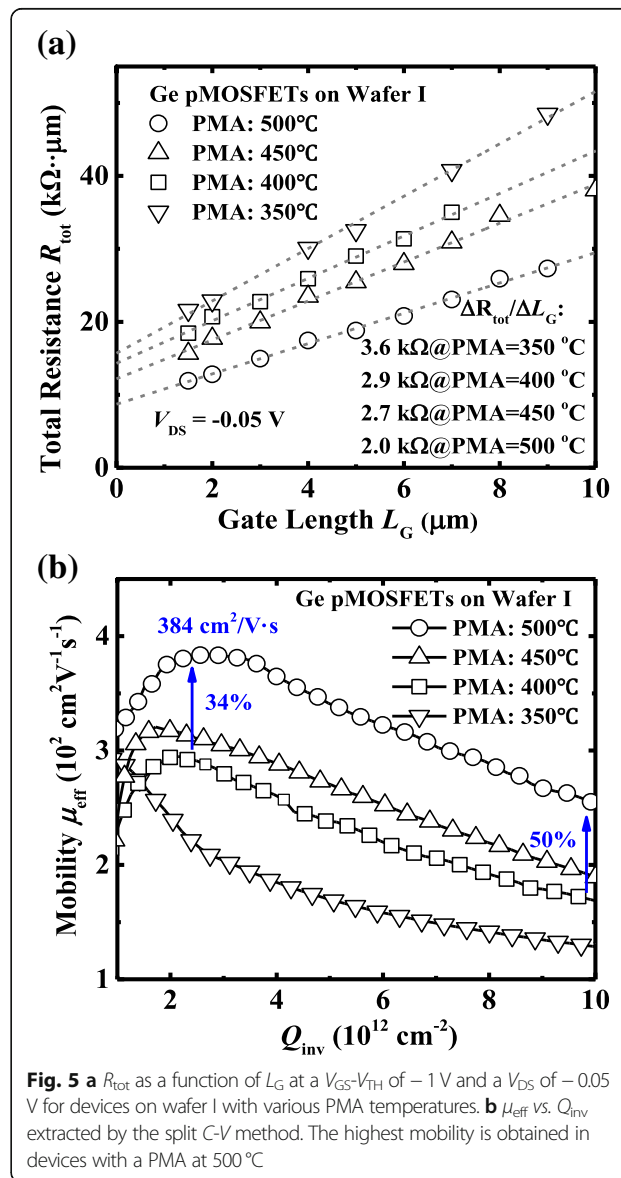 (a)
Ge pMOSFETs on Wafer I
PMA: 500℃
PMA: 450℃
PMA: 400℃
PMA: 350℃
Total Resistance R_tot (kΩ··μm)
40
20
0
ΔR_tot/ΔL_G:
3.6 kΩ@PMA=350 °C
2.9 kΩ@PMA=400 °C
2.7 kΩ@PMA=450 °C
2.0 kΩ@PMA=500 °C
V_DS = -0.05 V
0 2 4 6 8 10
Gate Length L_G (μm)
(b)
Ge pMOSFETs on Wafer I
PMA: 500℃
PMA: 450℃
PMA: 400℃
PMA: 350℃
384 cm²/V·s
34%
50%
Mobility μ_eff (10² cm²V⁻¹s⁻¹)
4
3
2
1
2 4 6 8 10
Q_inv (10¹² cm⁻²)
Fig. 5 a R_tot as a function of L_G at a V_GS-V_TH of − 1 V and a V_DS of − 0.05
V for devices on wafer I with various PMA temperatures. b μ_eff vs. Q_inv
extracted by the split C-V method. The highest mobility is obtained in
devices with a PMA at 500 °C